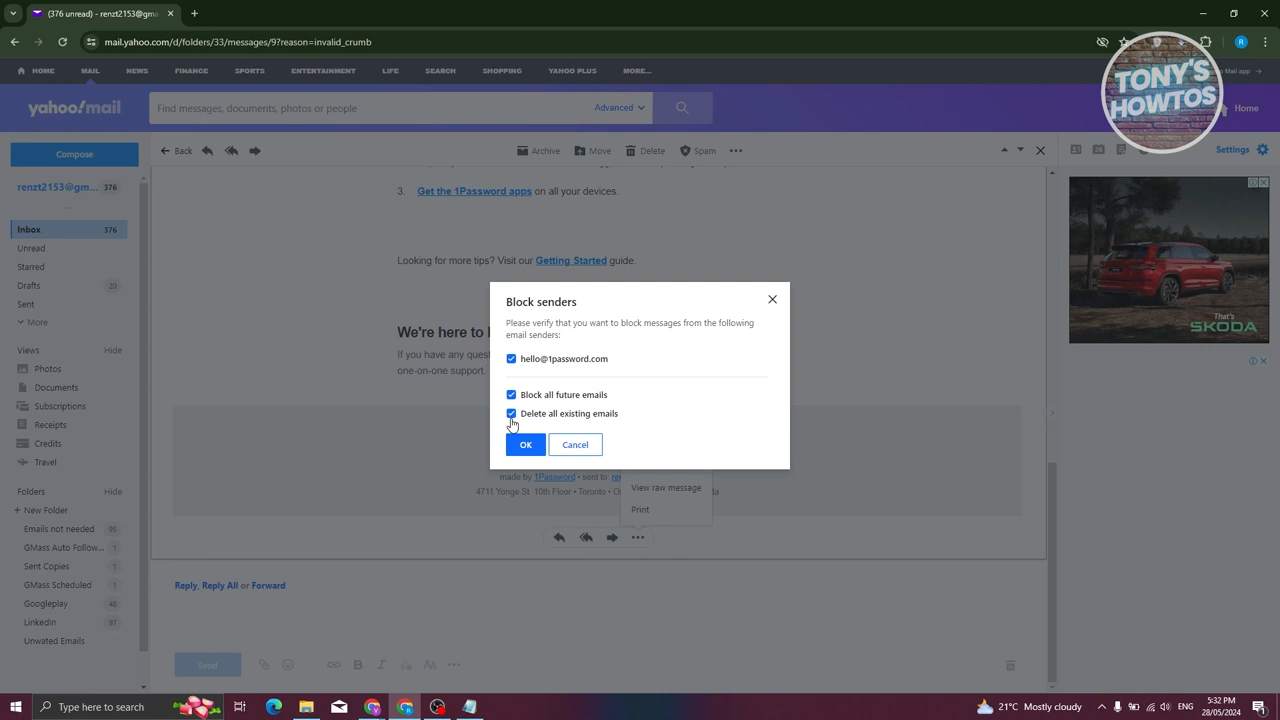 (376 unread) - renzt2153@gma
mail.yahoo.com/d/folders/33/messages/9?reason=invalid_crumb
R
HOME MAIL NEWS FINANCE SPORTS ENTERTAINMENT LIFE SEARCH SHOPPING YAHOO PLUS MORE...
Mail app
TONY'S
HOWTOS
yahoo!mail
Find messages, documents, photos or people
Advanced
Home
Compose
Back
Archive Move Delete Spam
Settings
renzt2153@gm... 376
Inbox 376
Unread
Starred
Drafts 20
Sent
More
Views Hide
Photos
Documents
Subscriptions
Receipts
Credits
Travel
Folders Hide
+ New Folder
Emails not needed 95
GMass Auto Follow... 1
Sent Copies 1
GMass Scheduled 1
Googleplay 48
LinkedIn 97
Unwated Emails
3. Get the 1Password apps on all your devices.
Looking for more tips? Visit our Getting Started guide.
We're here to
If you have any
one-on-one support.
Block senders
Please verify that you want to block messages from the following
email senders:
hello@1password.com
Block all future emails
Delete all existing emails
OK Cancel
made by 1Password • sent to:
4711 Yonge St. 10th Floor • Toronto •
View raw message
Print
Reply, Reply All or Forward
Send
That's
ŠKODA
Type here to search
21°C Mostly cloudy
5:32 PM
28/05/2024